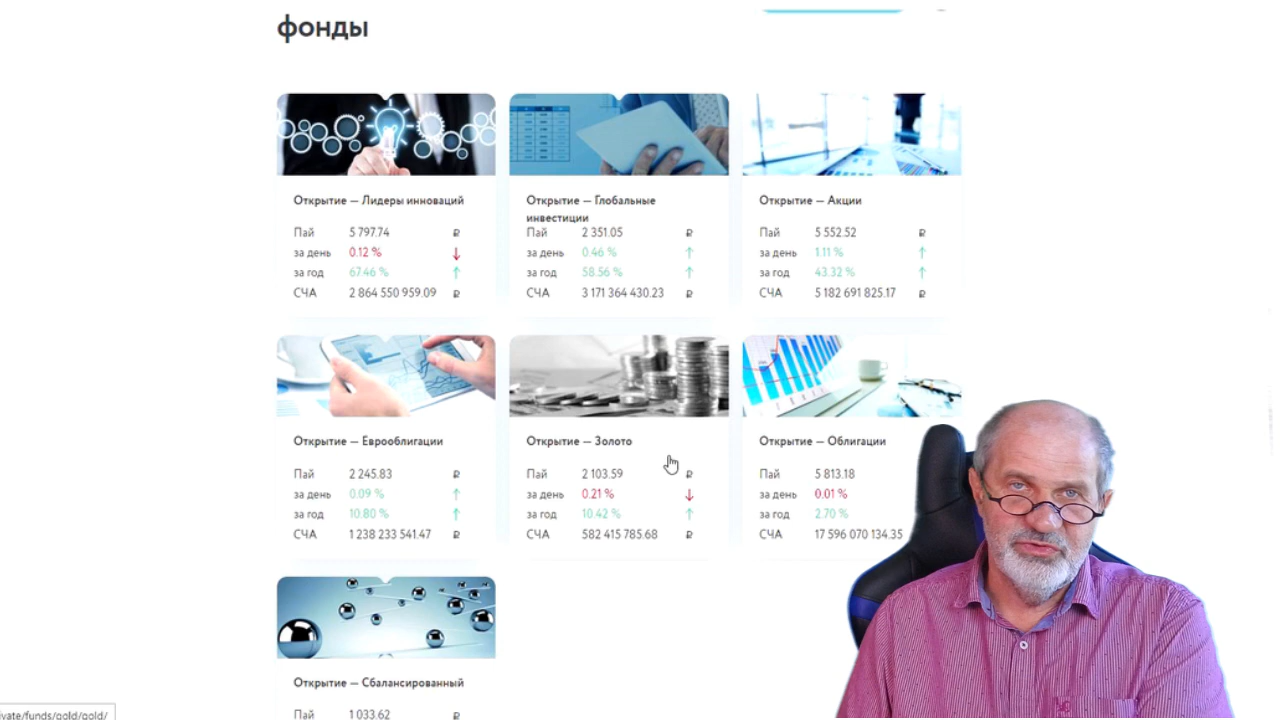 фонды
Открытие — Лидеры инноваций
Пай 5 797.74 ₽
за день 0.12 % ↓
за год 67.46 % ↑
СЧА 2 864 550 959.09 ₽
Открытие — Глобальные
инвестиции
Пай 2 351.05 ₽
за день 0.46 % ↑
за год 58.56 % ↑
СЧА 3 171 364 430.23 ₽
Открытие — Акции
Пай 5 552.52 ₽
за день 1.11 % ↑
за год 43.32 % ↑
СЧА 5 182 691 825.17 ₽
Открытие — Еврооблигации
Пай 2 245.83 ₽
за день 0.09 % ↑
за год 10.80 % ↑
СЧА 1 238 233 541.47 ₽
Открытие — Золото
Пай 2 103.59 ₽
за день 0.21 % ↓
за год 10.42 % ↑
СЧА 582 415 785.68 ₽
Открытие — Облигации
Пай 5 813.18
за день 0.01 %
за год 2.70 %
СЧА 17 596 070 134.35
Открытие — Сбалансированный
Пай 1 033.62 ₽
ivate/funds/gold/gold/